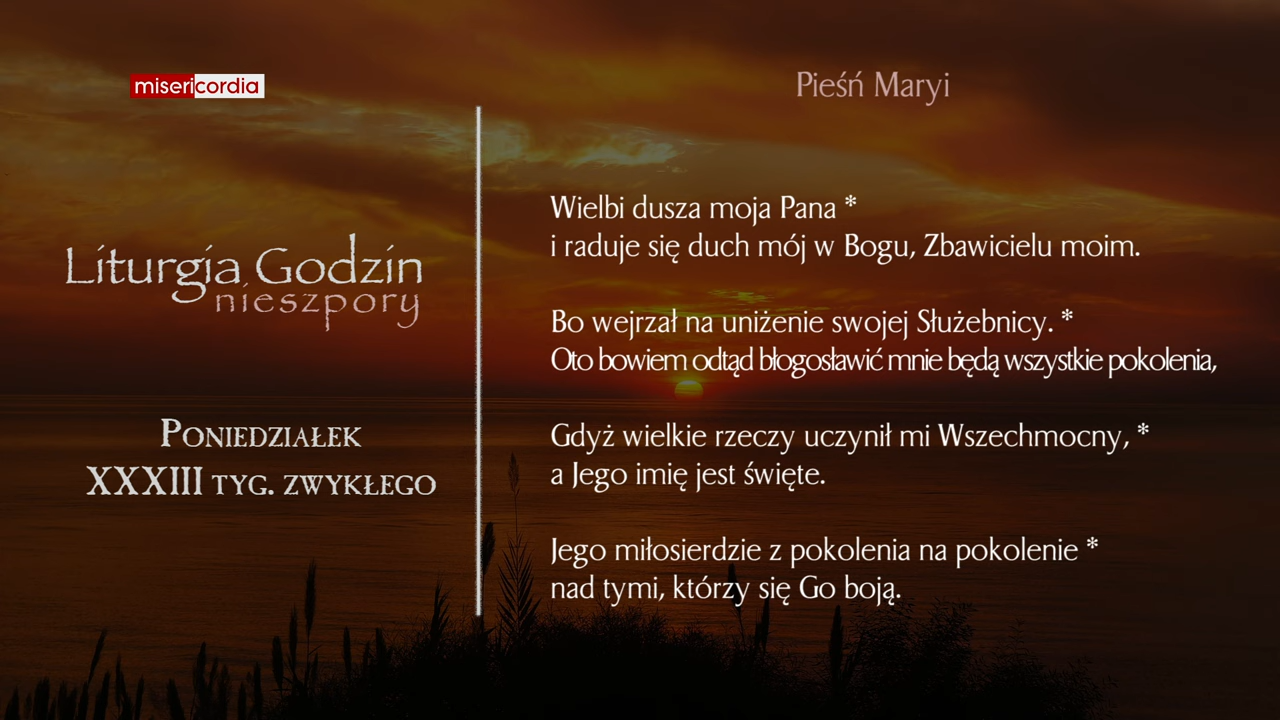 misericordia
Liturgia Godzin
nieszpory
Poniedziałek
XXXIII tyg. zwykłego
Pieśń Maryi
Wielbi dusza moja Pana *
i raduje się duch mój w Bogu, Zbawicielu moim.
Bo wejrzał na uniżenie swojej Służebnicy. *
Oto bowiem odtąd błogosławić mnie będą wszystkie pokolenia,
Gdyż wielkie rzeczy uczynił mi Wszechmocny, *
a Jego imię jest święte.
Jego miłosierdzie z pokolenia na pokolenie *
nad tymi, którzy się Go boją.